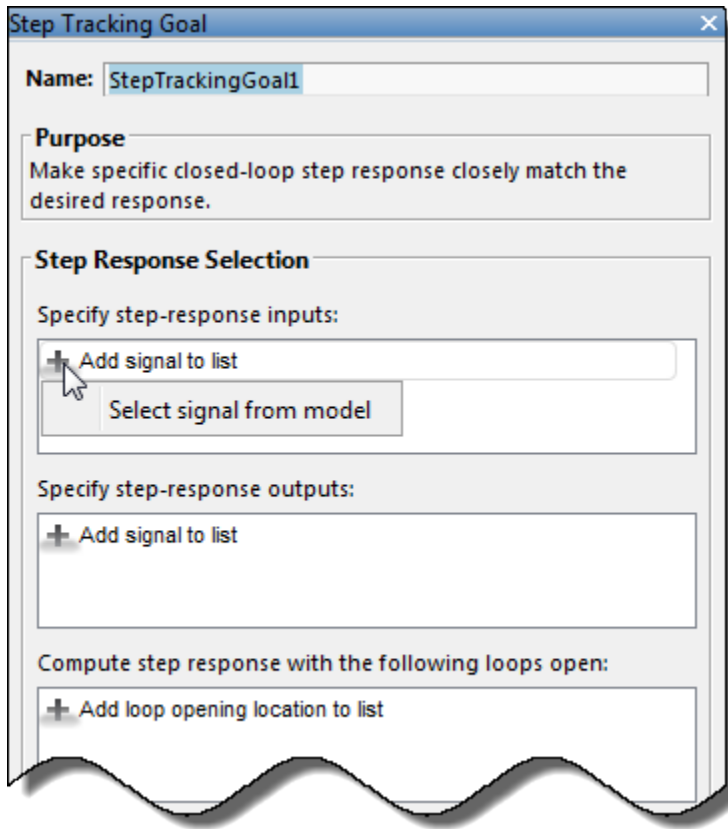 Step Tracking Goal
Name: StepTrackingGoal1
Purpose
Make specific closed-loop step response closely match the
desired response.
Step Response Selection
Specify step-response inputs:
Add signal to list
Select signal from model
Specify step-response outputs:
Add signal to list
Compute step response with the following loops open:
Add loop opening location to list